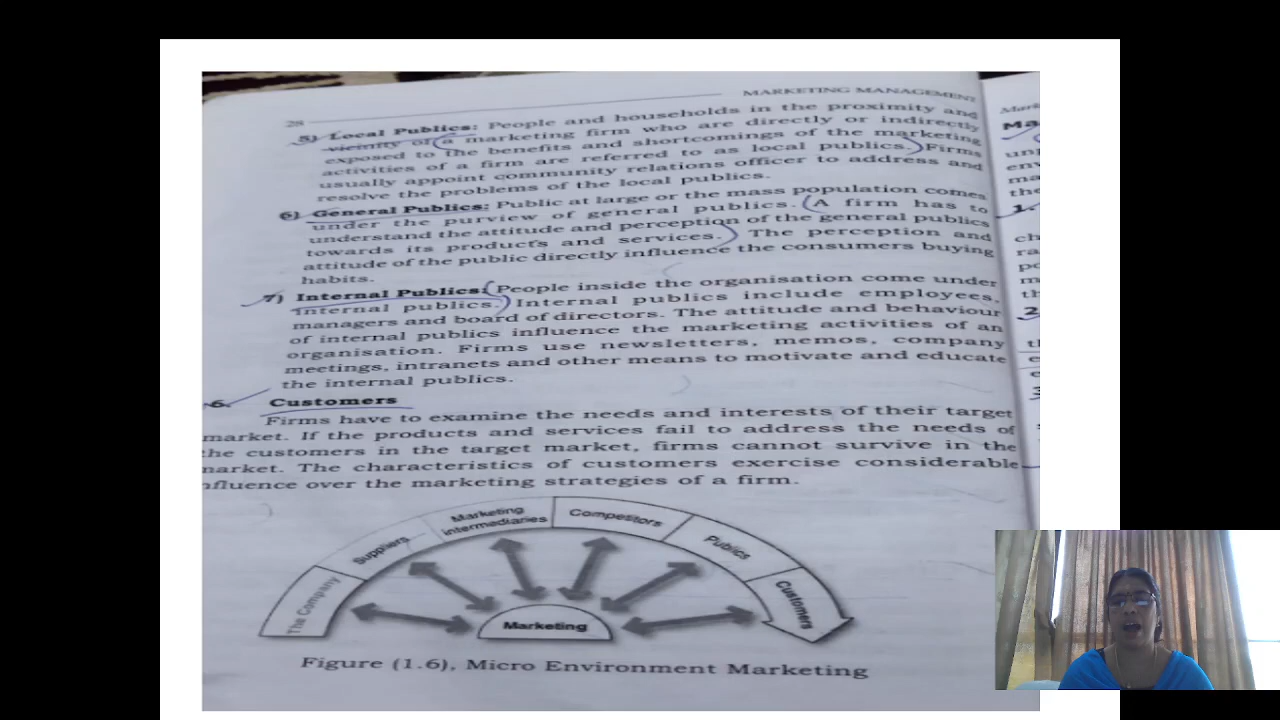 28
MARKETING MANAGEMENT
5) Local Publics: People and households in the proximity and
vicinity of a marketing firm who are directly or indirectly
exposed to the benefits and shortcomings of the marketing
activities of a firm are referred to as local publics. Firms
usually appoint community relations officer to address and
resolve the problems of the local publics.
6) General Publics: Public at large or the mass population comes
under the purview of general publics. A firm has to
understand the attitude and perception of the general publics
towards its products and services. The perception and
attitude of the public directly influence the consumers buying
habits.
7) Internal Publics: People inside the organisation come under
internal publics. Internal publics include employees,
managers and board of directors. The attitude and behaviour
of internal publics influence the marketing activities of an
organisation. Firms use newsletters, memos, company
meetings, intranets and other means to motivate and educate
the internal publics.
6. Customers
Firms have to examine the needs and interests of their target
market. If the products and services fail to address the needs of
the customers in the target market, firms cannot survive in the
market. The characteristics of customers exercise considerable
influence over the marketing strategies of a firm.
The Company
Suppliers
Marketing
intermediaries
Competitors
Publics
Customers
Marketing
Figure (1.6), Micro Environment Marketing